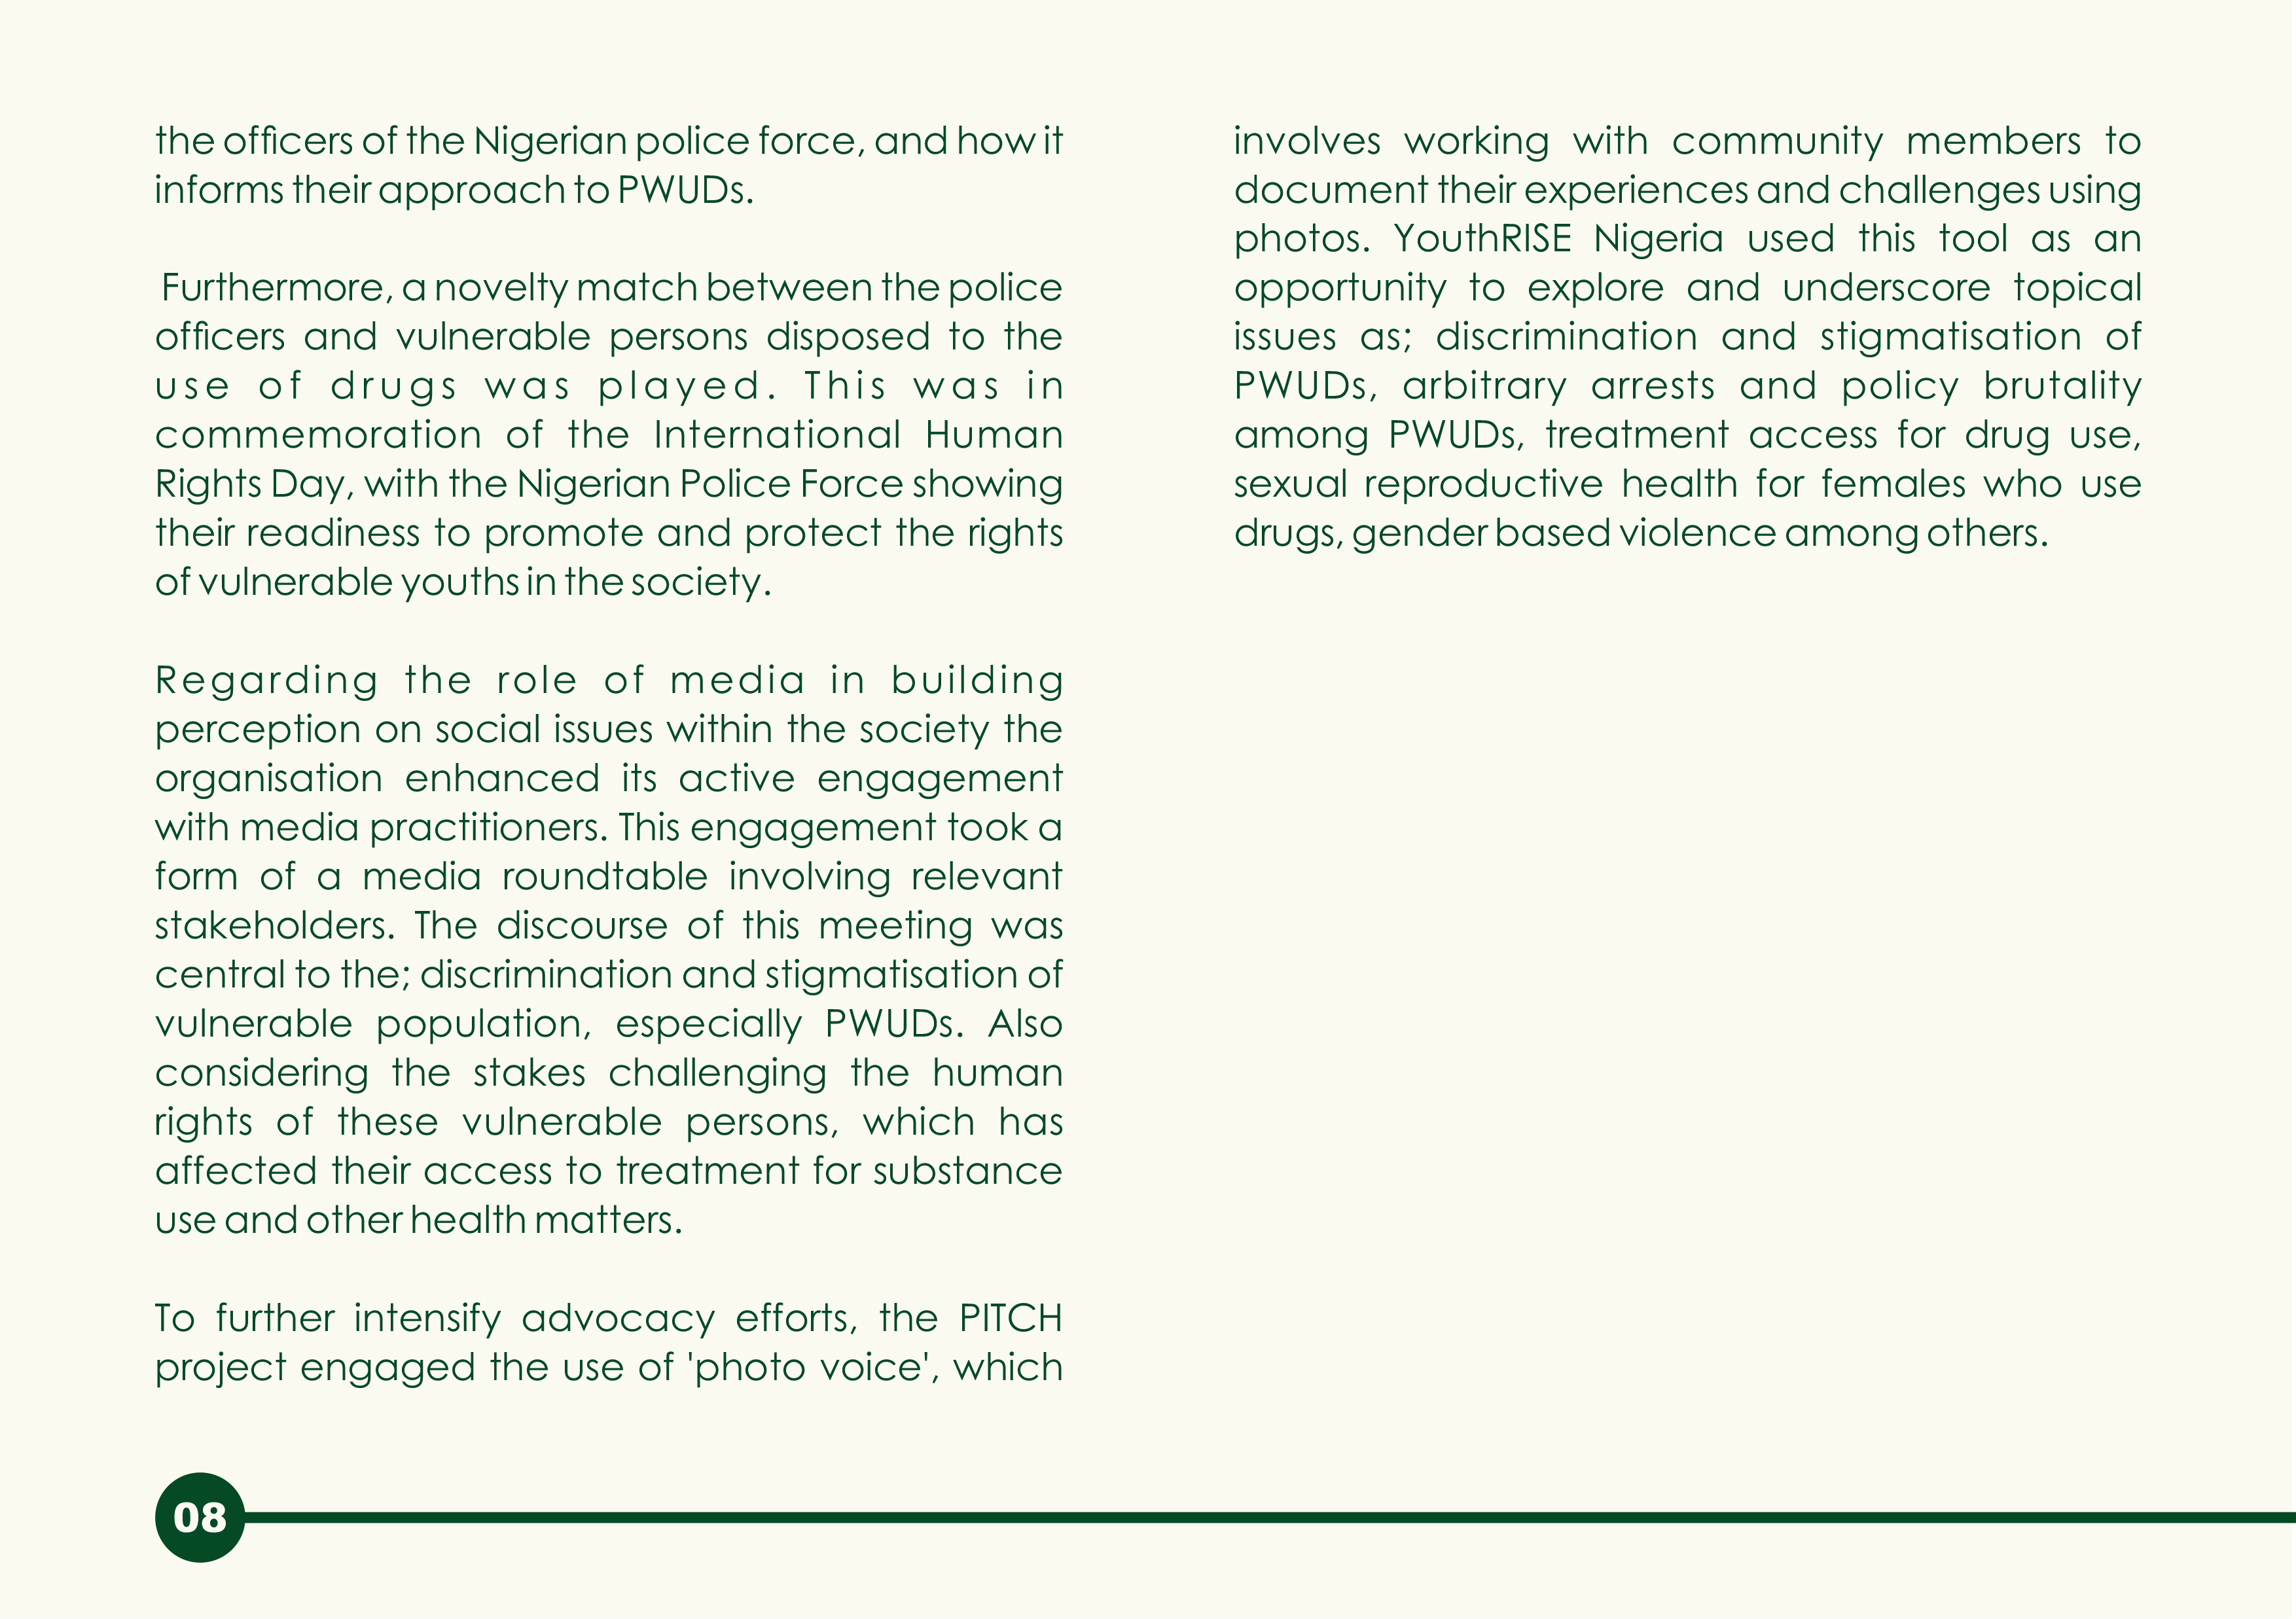 the officers of the Nigerian police force, and how it
informs their approach to PWUDs.
Furthermore, a novelty match between the police
officers and vulnerable persons disposed to the
use of drugs was played. This was in
commemoration of the International Human
Rights Day, with the Nigerian Police Force showing
their readiness to promote and protect the rights
of vulnerable youths in the society.
Regarding the role of media in building
perception on social issues within the society the
organisation enhanced its active engagement
with media practitioners. This engagement took a
form of a media roundtable involving relevant
stakeholders. The discourse of this meeting was
central to the; discrimination and stigmatisation of
vulnerable population, especially PWUDs. Also
considering the stakes challenging the human
rights of these vulnerable persons, which has
affected their access to treatment for substance
use and other health matters.
To further intensify advocacy efforts, the PITCH
project engaged the use of 'photo voice', which
involves working with community members to
document their experiences and challenges using
photos. YouthRISE Nigeria used this tool as an
opportunity to explore and underscore topical
issues as; discrimination and stigmatisation of
PWUDs, arbitrary arrests and policy brutality
among PWUDs, treatment access for drug use,
sexual reproductive health for females who use
drugs, gender based violence among others.
08